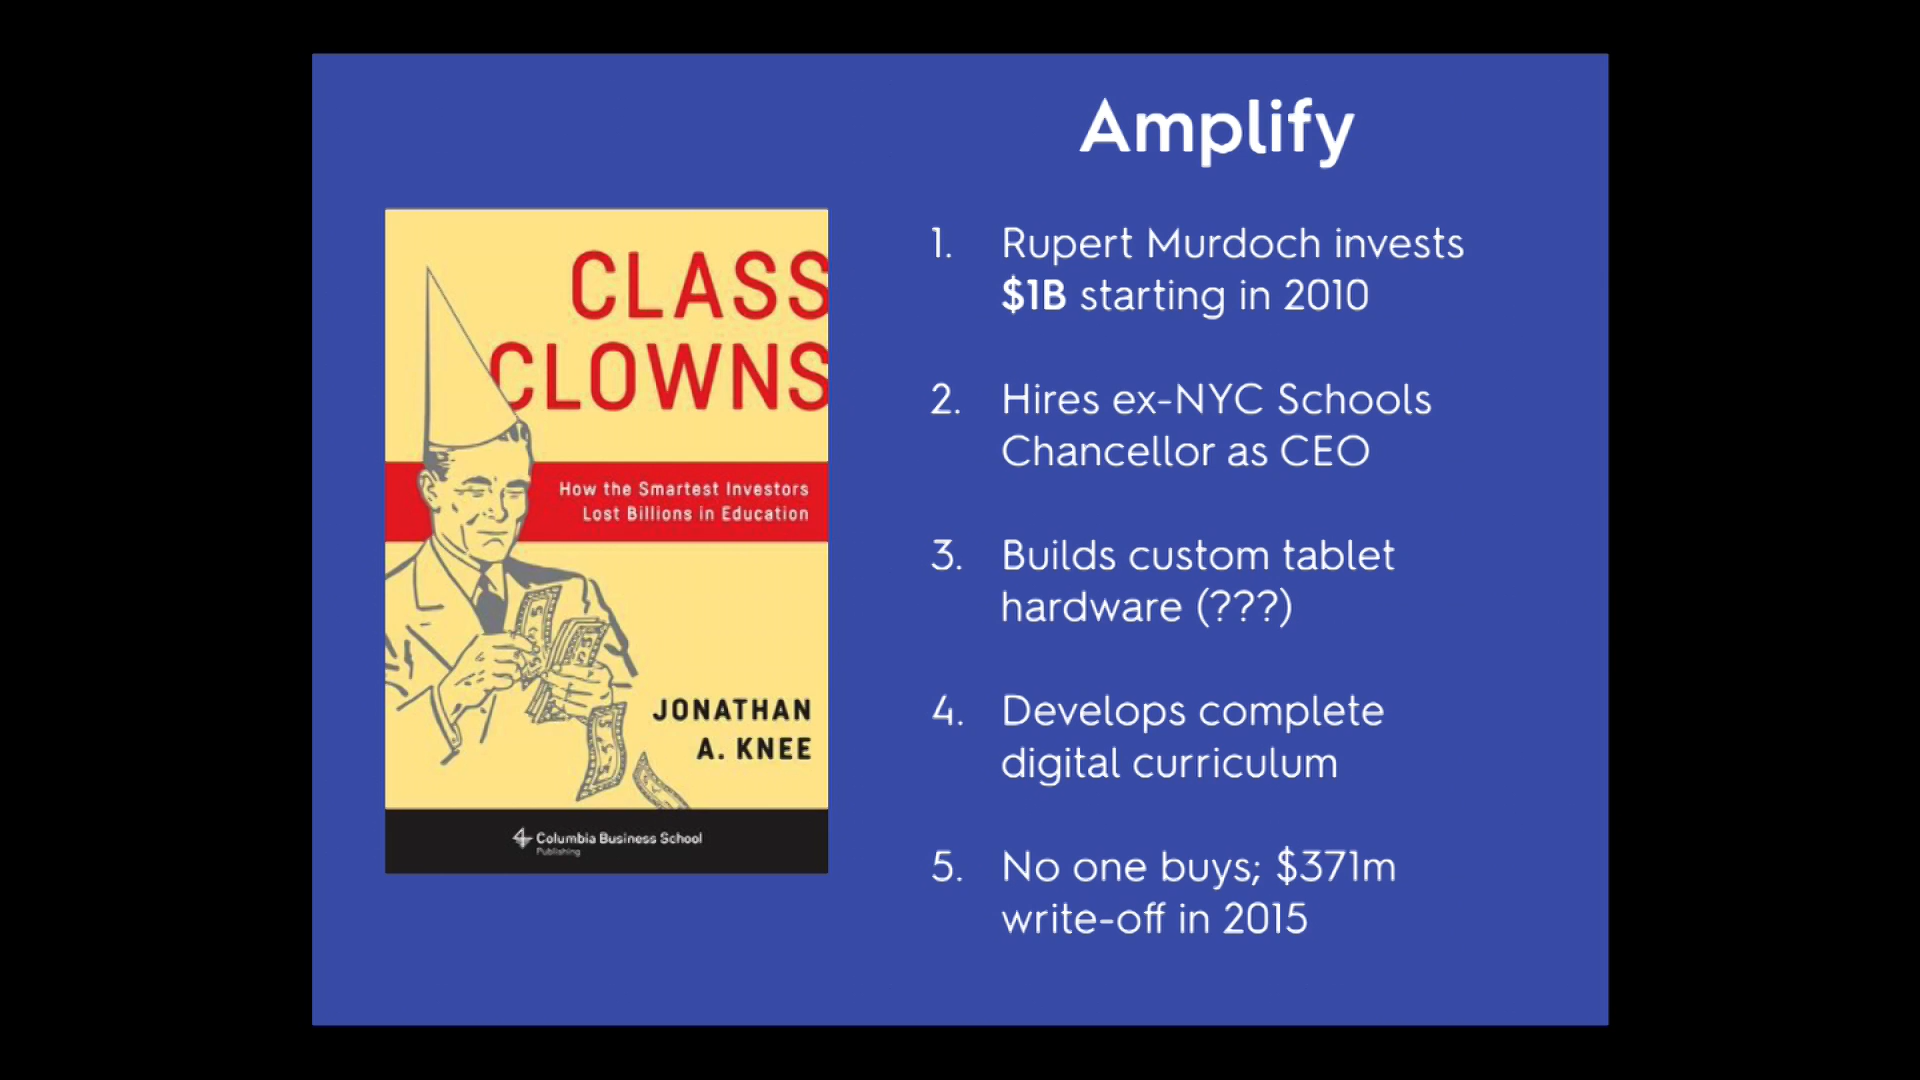 Amplify
CLASS
CLOWNS
How the Smartest Investors
Lost Billions in Education
JONATHAN
A. KNEE
Columbia Business School
Publishing
1. Rupert Murdoch invests
$1B starting in 2010
2. Hires ex-NYC Schools
Chancellor as CEO
3. Builds custom tablet
hardware (???)
4. Develops complete
digital curriculum
5. No one buys; $371m
write-off in 2015